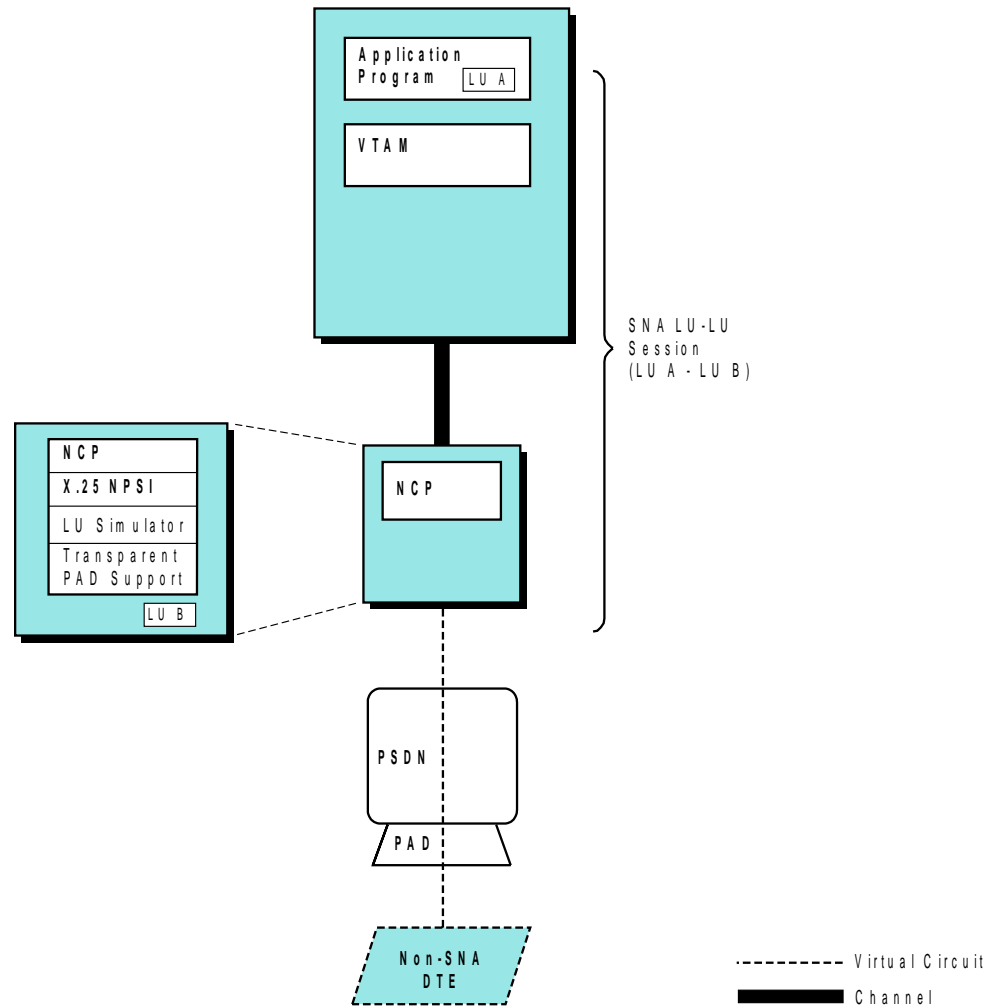 Application
Program
LU A
VTAM
SNA LU-LU
Session
(LU A - LU B)
NCP
X.25 NPSI
LU Simulator
Transparent
PAD Support
LU B
NCP
PSDN
PAD
Non-SNA
DTE
Virtual Circuit
Channel